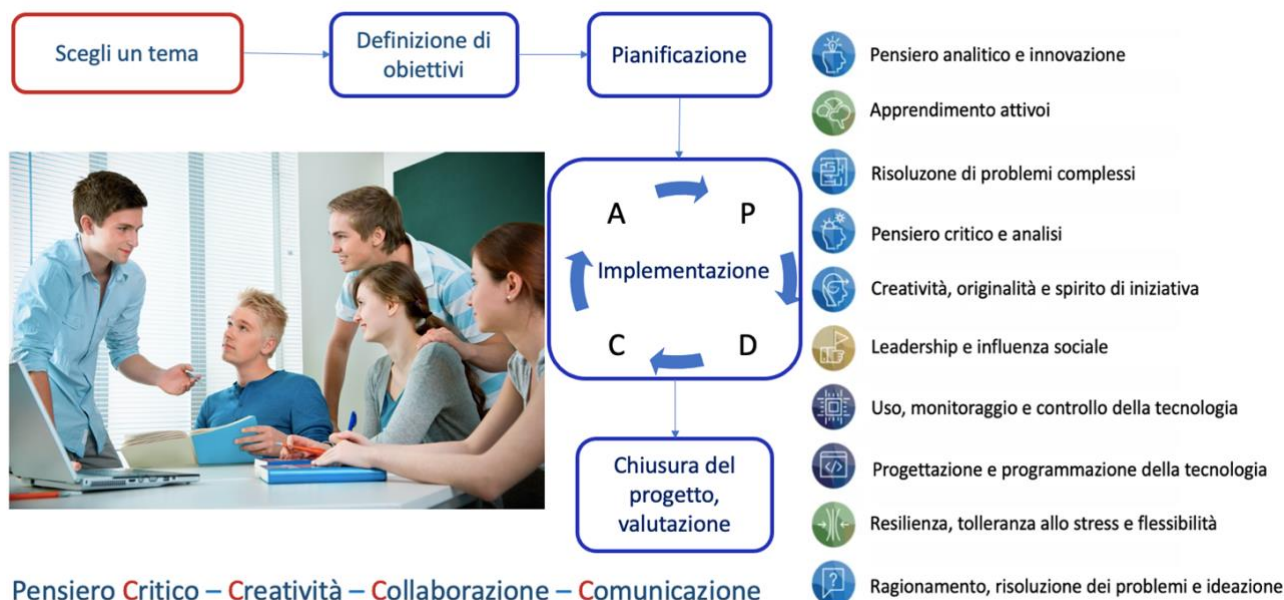 Scegli un tema
Definizione di
obiettivi
Pianificazione
A
P
Implementazione
C
D
Chiusura del
progetto,
valutazione
Pensiero Critico – Creatività – Collaborazione – Comunicazione
Pensiero analitico e innovazione
Apprendimento attivoi
Risoluzone di problemi complessi
Pensiero critico e analisi
Creatività, originalità e spirito di iniziativa
Leadership e influenza sociale
Uso, monitoraggio e controllo della tecnologia
Progettazione e programmazione della tecnologia
Resilienza, tolleranza allo stress e flessibilità
Ragionamento, risoluzione dei problemi e ideazione